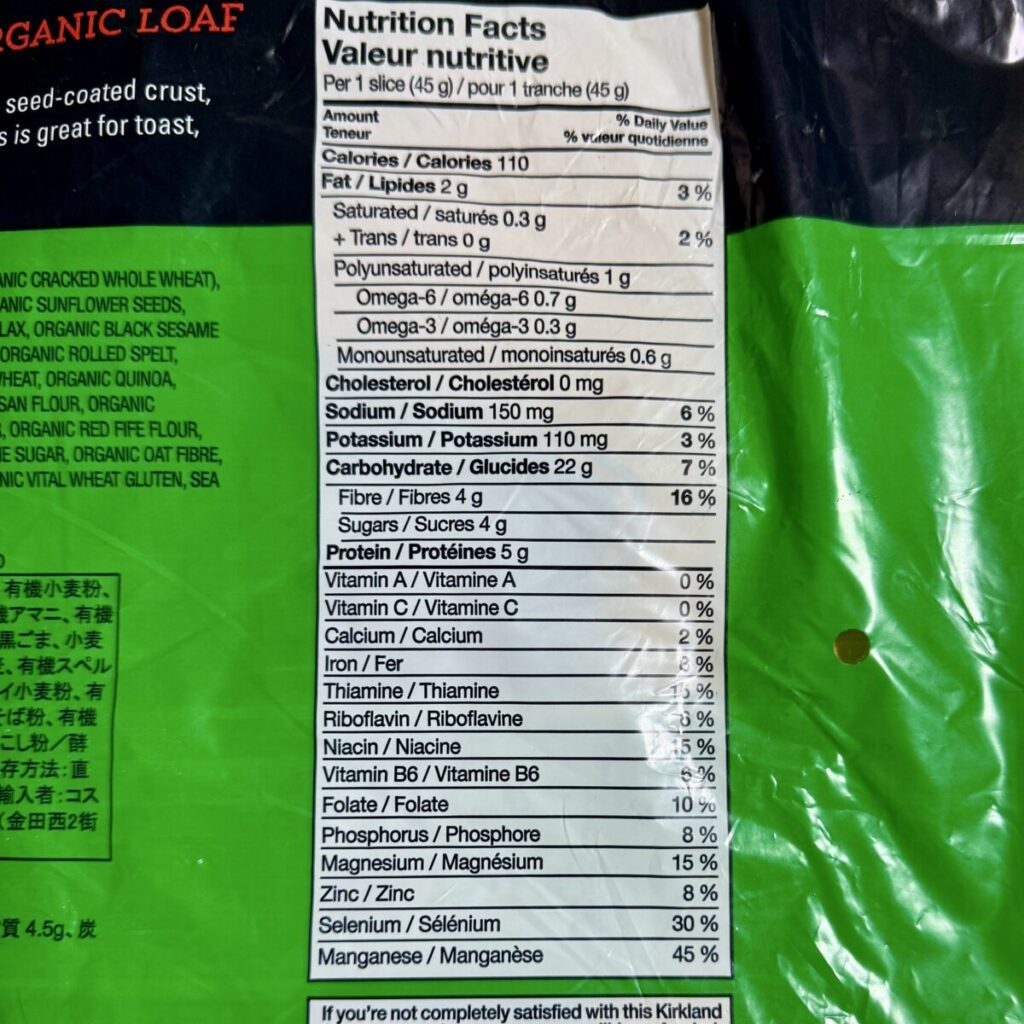 RGANIC LOAF
seed-coated crust,
s is great for toast,
Nutrition Facts
Valeur nutritive
Per 1 slice (45 g) / pour 1 tranche (45 g)
Amount
Teneur
% Daily Value
% valeur quotidienne
Calories / Calories 110
Fat / Lipides 2 g 3 %
Saturated / saturés 0.3 g
+ Trans / trans 0 g 2 %
Polyunsaturated / polyinsaturés 1 g
Omega-6 / oméga-6 0.7 g
Omega-3 / oméga-3 0.3 g
Monounsaturated / monoinsaturés 0.6 g
Cholesterol / Cholestérol 0 mg
Sodium / Sodium 150 mg 6 %
Potassium / Potassium 110 mg 3 %
Carbohydrate / Glucides 22 g 7 %
Fibre / Fibres 4 g 16 %
Sugars / Sucres 4 g
Protein / Protéines 5 g
Vitamin A / Vitamine A 0 %
Vitamin C / Vitamine C 0 %
Calcium / Calcium 2 %
Iron / Fer 8 %
Thiamine / Thiamine 15 %
Riboflavin / Riboflavine 6 %
Niacin / Niacine 15 %
Vitamin B6 / Vitamine B6 6 %
Folate / Folate 10 %
Phosphorus / Phosphore 8 %
Magnesium / Magnésium 15 %
Zinc / Zinc 8 %
Selenium / Sélénium 30 %
Manganese / Manganèse 45 %
If you're not completely satisfied with this Kirkland
ANIC CRACKED WHOLE WHEAT),
ANIC SUNFLOWER SEEDS,
LAX, ORGANIC BLACK SESAME
ORGANIC ROLLED SPELT,
HEAT, ORGANIC QUINOA,
SAN FLOUR, ORGANIC
, ORGANIC RED FIFE FLOUR,
E SUGAR, ORGANIC OAT FIBRE,
NIC VITAL WHEAT GLUTEN, SEA
有機小麦粉、
機アマニ、有機
黒ごま、小麦
、有機スペル
イ小麦粉、有
そば粉、有機
こし粉／酵
存方法：直
輸入者：コス
（金田西2街
質 4.5g、炭